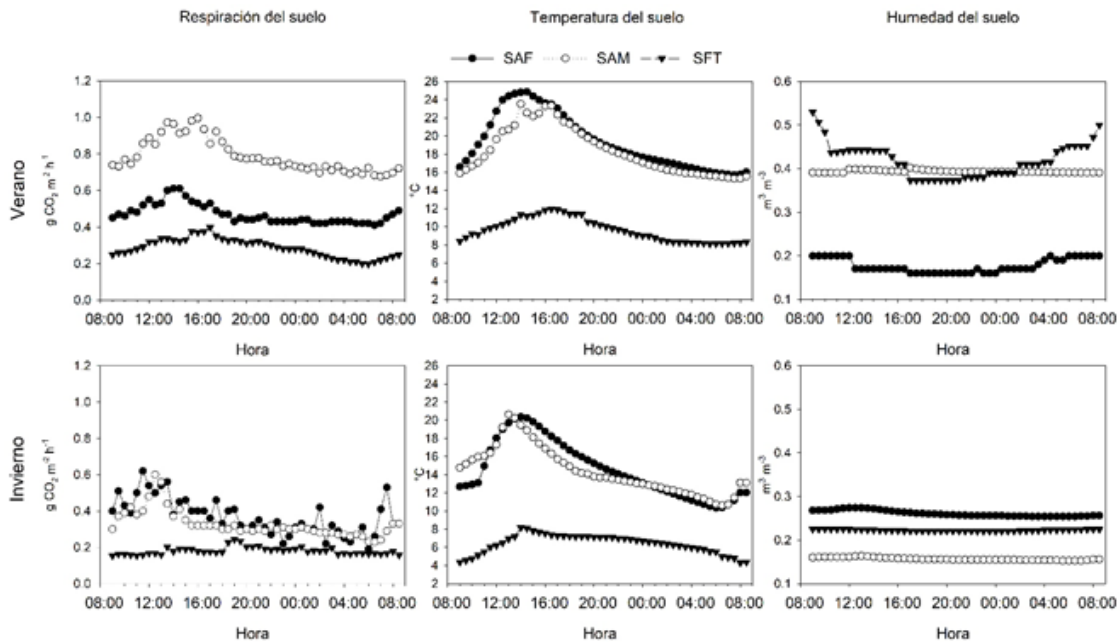 Respiración del suelo Temperatura del suelo Humedad del suelo
SAF SAM SFT
Verano
g CO2 m-2 h-1
1.2
1.0
0.8
0.6
0.4
0.2
0.0
08:00 12:00 16:00 20:00 00:00 04:00 08:00
Hora
°C
26
24
22
20
18
16
14
12
10
8
6
4
2
08:00 12:00 16:00 20:00 00:00 04:00 08:00
Hora
m3 m-3
0.6
0.5
0.4
0.3
0.2
0.1
08:00 12:00 16:00 20:00 00:00 04:00 08:00
Hora
Invierno
g CO2 m-2 h-1
1.2
1.0
0.8
0.6
0.4
0.2
0.0
08:00 12:00 16:00 20:00 00:00 04:00 08:00
Hora
°C
26
24
22
20
18
16
14
12
10
8
6
4
2
08:00 12:00 16:00 20:00 00:00 04:00 08:00
Hora
m3 m-3
0.6
0.5
0.4
0.3
0.2
0.1
08:00 12:00 16:00 20:00 00:00 04:00 08:00
Hora